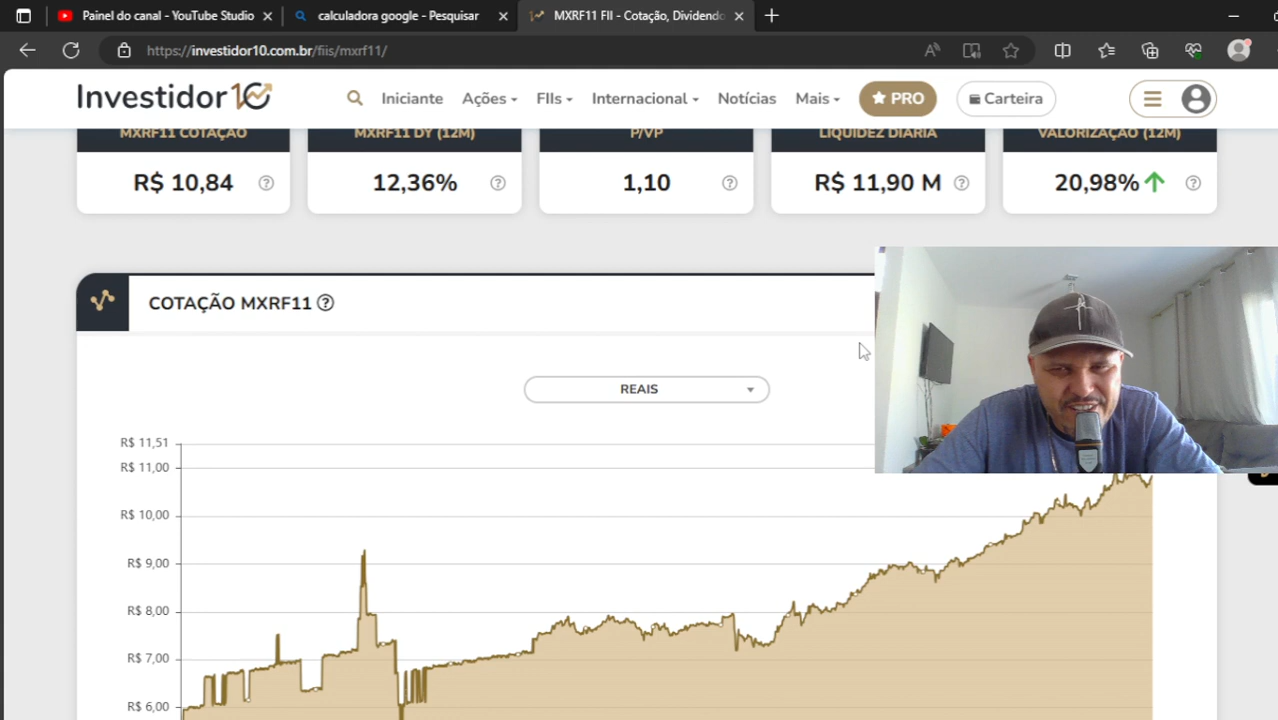 Painel do canal - YouTube Studio
calculadora google - Pesquisar
MXRF11 FII - Cotação, Dividendo
https://investidor10.com.br/fiis/mxrf11/
Investidor10
Iniciante
Ações
FIIs
Internacional
Notícias
Mais
PRO
Carteira
MXRF11 COTAÇÃO
MXRF11 DY (12M)
P/VP
LIQUIDEZ DIÁRIA
VALORIZAÇÃO (12M)
R$ 10,84
12,36%
1,10
R$ 11,90 M
20,98%
COTAÇÃO MXRF11
REAIS
R$ 11,51
R$ 11,00
R$ 10,00
R$ 9,00
R$ 8,00
R$ 7,00
R$ 6,00